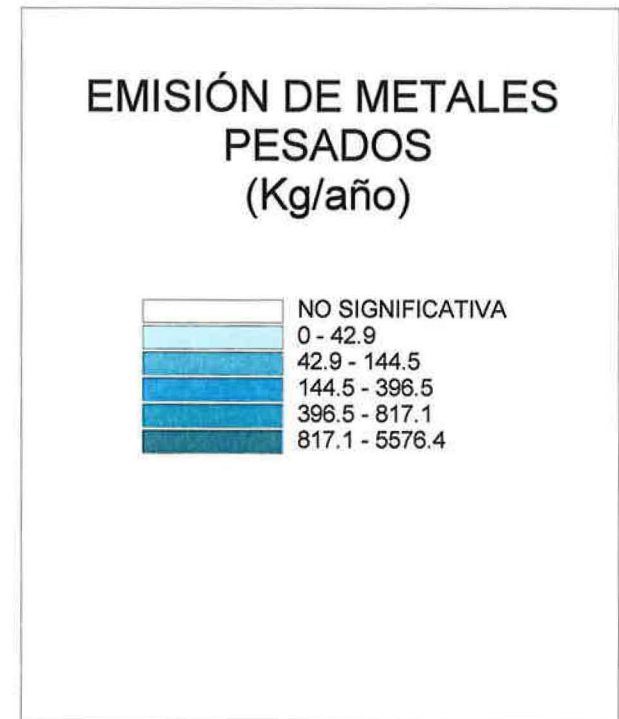 EMISIÓN DE METALES
PESADOS
(Kg/año)
NO SIGNIFICATIVA
0 - 42.9
42.9 - 144.5
144.5 - 396.5
396.5 - 817.1
817.1 - 5576.4